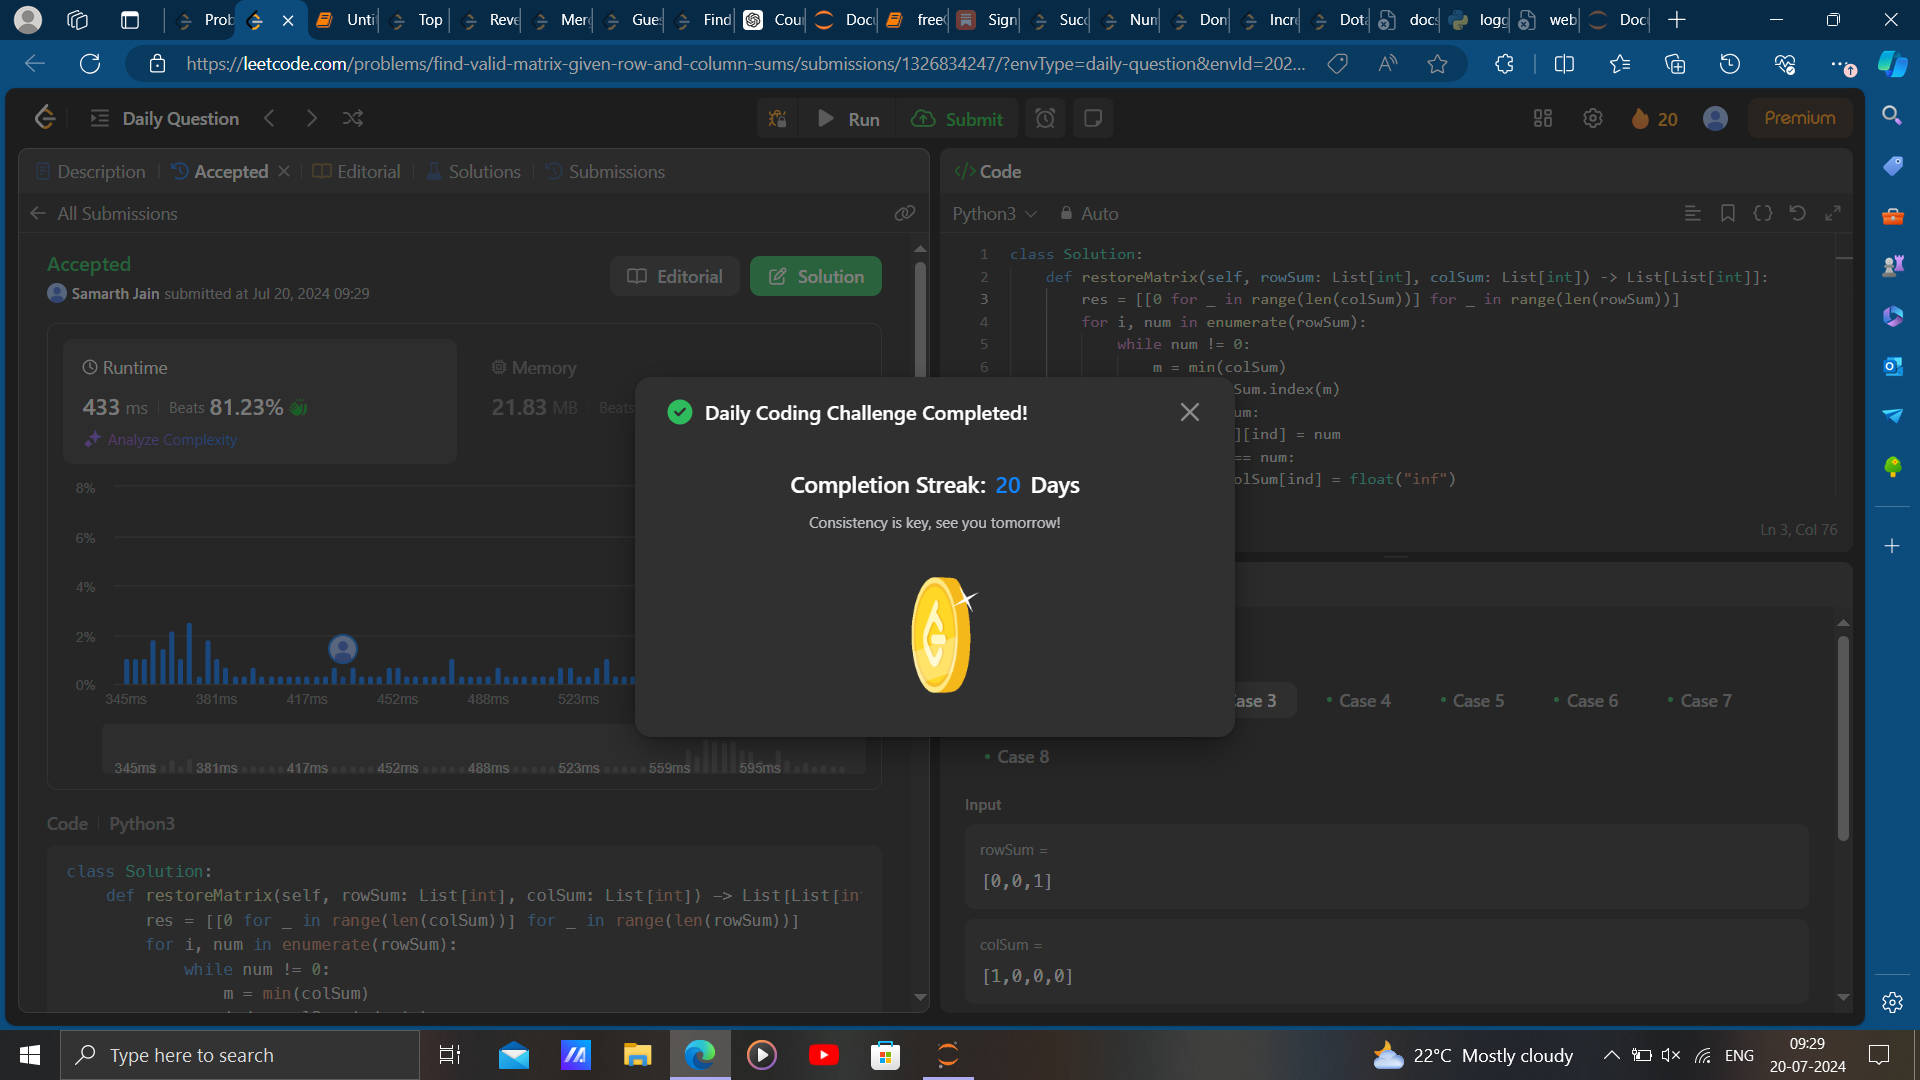 Prob
Unti
Top
Reve
Mer
Gues
Find
Cou
Docu
free
Sign
Succ
Num
Dom
Incre
Dota
docs
logg
web
Doc
https://leetcode.com/problems/find-valid-matrix-given-row-and-column-sums/submissions/1326834247/?envType=daily-question&envId=202...
Daily Question
Run
Submit
20
Premium
Description
Accepted
Editorial
Solutions
Submissions
All Submissions
Accepted
Samarth Jain submitted at Jul 20, 2024 09:29
Editorial
Solution
Runtime
433 ms
Beats 81.23%
Analyze Complexity
Memory
21.83 MB
Beats
8%
6%
4%
2%
0%
345ms 381ms 417ms 452ms 488ms 523ms
345ms 381ms 417ms 452ms 488ms 523ms 559ms 595ms
Code
Python3
class Solution:
def restoreMatrix(self, rowSum: List[int], colSum: List[int]) -> List[List[in
res = [[0 for _ in range(len(colSum))] for _ in range(len(rowSum))]
for i, num in enumerate(rowSum):
while num != 0:
m = min(colSum)
Code
Python3
Auto
1 class Solution:
2 def restoreMatrix(self, rowSum: List[int], colSum: List[int]) -> List[List[int]]:
3 res = [[0 for _ in range(len(colSum))] for _ in range(len(rowSum))]
4 for i, num in enumerate(rowSum):
5 while num != 0:
6 m = min(colSum)
Sum.index(m)
um:
][ind] = num
== num:
olSum[ind] = float("inf")
Ln 3, Col 76
Daily Coding Challenge Completed!
Completion Streak: 20 Days
Consistency is key, see you tomorrow!
ase 3
Case 4
Case 5
Case 6
Case 7
Case 8
Input
rowSum =
[0,0,1]
colSum =
[1,0,0,0]
Type here to search
22°C Mostly cloudy
ENG
09:29
20-07-2024